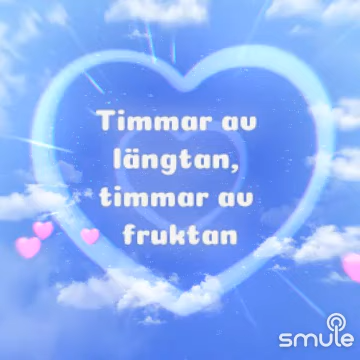 Timmar av
längtan,
timmar av
fruktan
smule